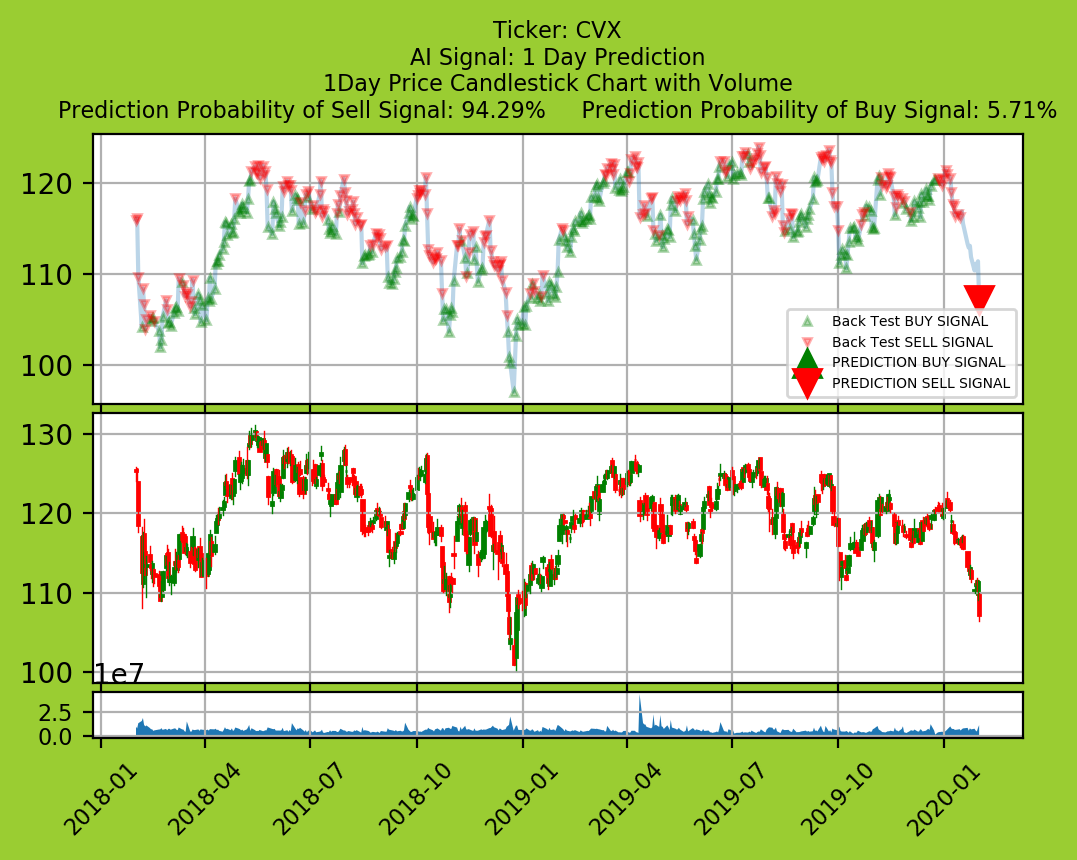 Ticker: CVX
AI Signal: 1 Day Prediction
1Day Price Candlestick Chart with Volume
Prediction Probability of Sell Signal: 94.29%     Prediction Probability of Buy Signal: 5.71%
120
110
100
Back Test BUY SIGNAL
Back Test SELL SIGNAL
PREDICTION BUY SIGNAL
PREDICTION SELL SIGNAL
130
120
110
100
1e7
2.5
0.0
2018-01
2018-04
2018-07
2018-10
2019-01
2019-04
2019-07
2019-10
2020-01